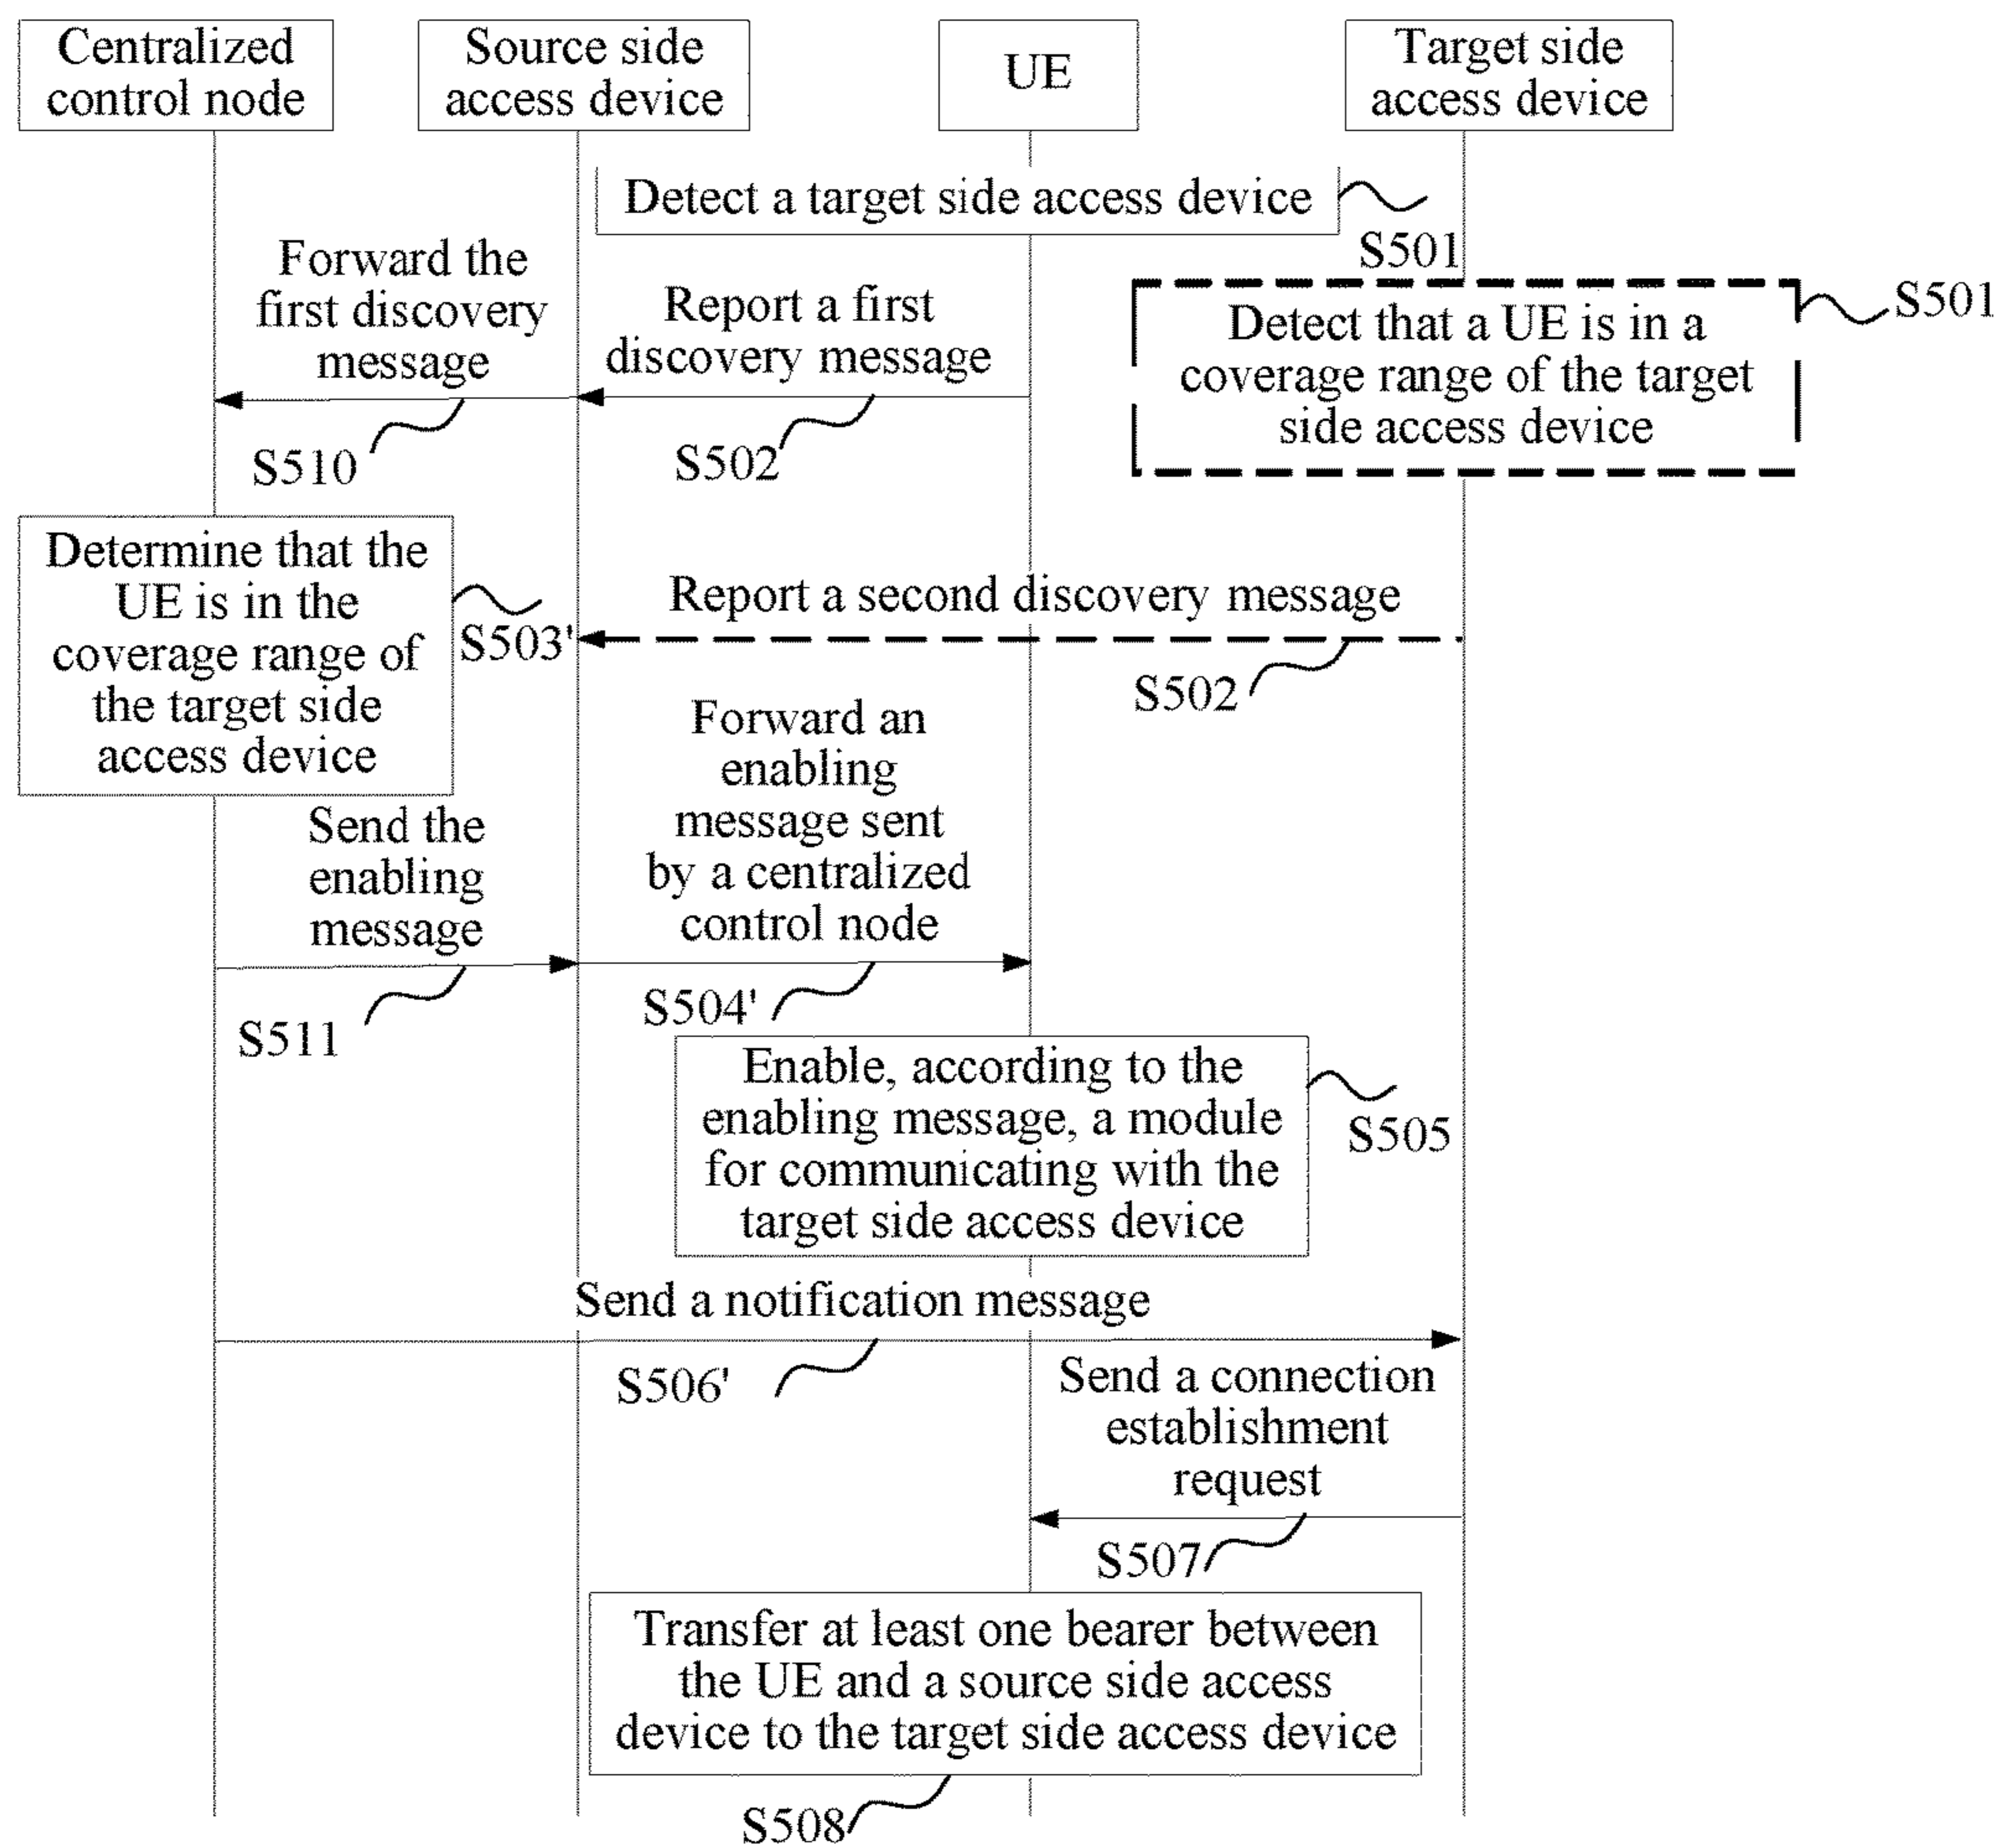 Centralized
control node
Source side
access device
UE
Target side
access device
Detect a target side access device
S501
Forward the
first discovery
message
S510
Report a first
discovery message
S502
Detect that a UE is in a
coverage range of the target
side access device
S501
Determine that the
UE is in the
coverage range of
the target side
access device
S503'
Report a second discovery message
S502
Send the
enabling
message
S511
Forward an
enabling
message sent
by a centralized
control node
S504'
Enable, according to the
enabling message, a module
for communicating with the
target side access device
S505
Send a notification message
S506'
Send a connection
establishment
request
S507
Transfer at least one bearer between
the UE and a source side access
device to the target side access device
S508